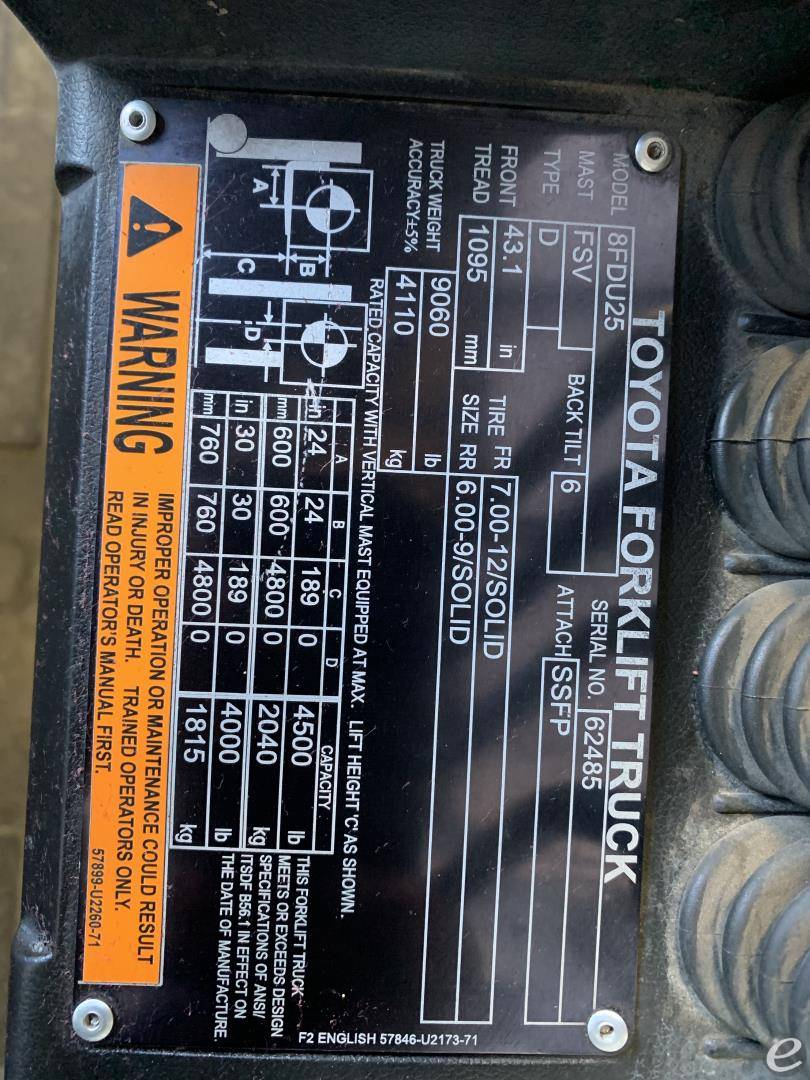 TOYOTA FORKLIFT TRUCK
MODEL 8FDU25 SERIAL NO. 62485
MAST FSV BACK TILT 6 ATTACH SSFP
TYPE D
FRONT TREAD 43.1 in TIRE SIZE FR 7.00-12/SOLID
1095 mm RR 6.00-9/SOLID
TRUCK WEIGHT 9060 lb
ACCURACY±5% 4110 kg
RATED CAPACITY WITH VERTICAL MAST EQUIPPED AT MAX. LIFT HEIGHT 'C' AS SHOWN.
A B C D CAPACITY
in 24 24 189 0 4500 lb
mm 600 600 4800 0 2040 kg
in 30 30 189 0 4000 lb
mm 760 760 4800 0 1815 kg
A
B
C
D
THIS FORKLIFT TRUCK
MEETS OR EXCEEDS DESIGN
SPECIFICATIONS OF ANSI/
ITSDF B56.1 IN EFFECT ON
THE DATE OF MANUFACTURE
WARNING
IMPROPER OPERATION OR MAINTENANCE COULD RESULT
IN INJURY OR DEATH. TRAINED OPERATORS ONLY.
READ OPERATOR'S MANUAL FIRST.
57899-U2260-71
F2 ENGLISH 57846-U2173-71
e